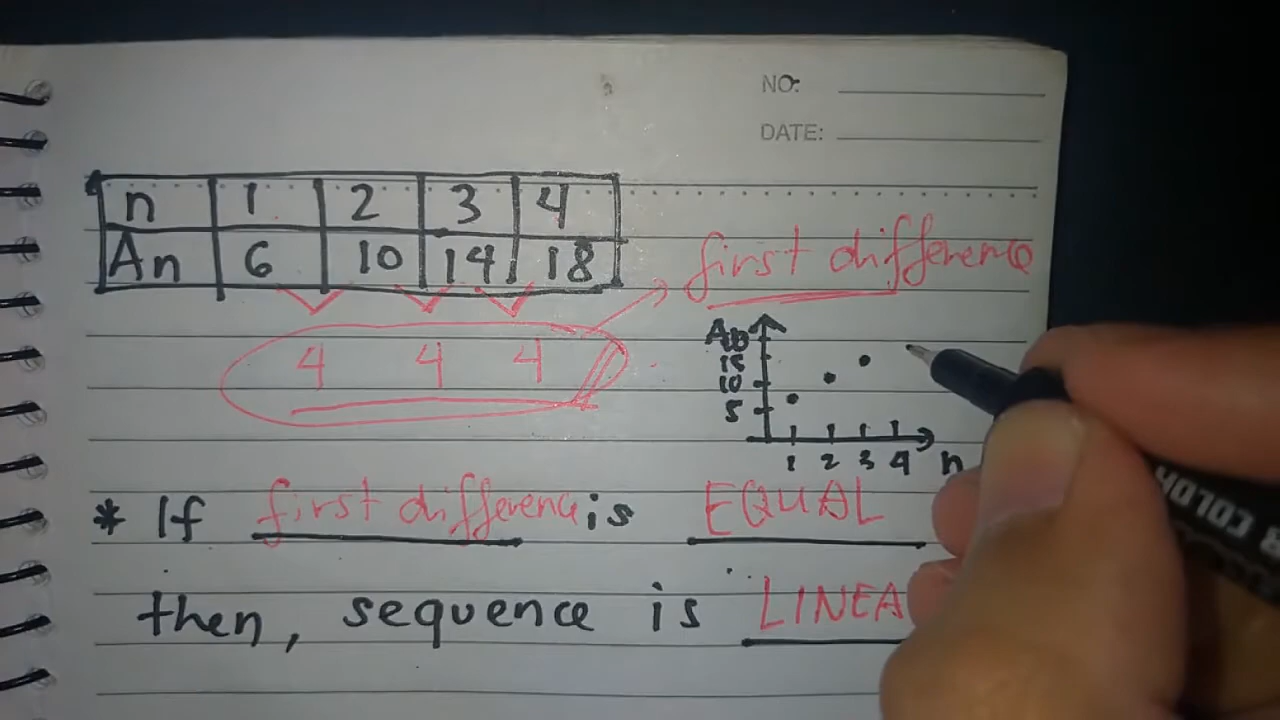 NO:
DATE:
n 1 2 3 4
An 6 10 14 18
first difference
4 4 4
15
10
5
1 2 3 4 n
* If first difference is EQUAL
then, sequence is LINEA
R COLOR